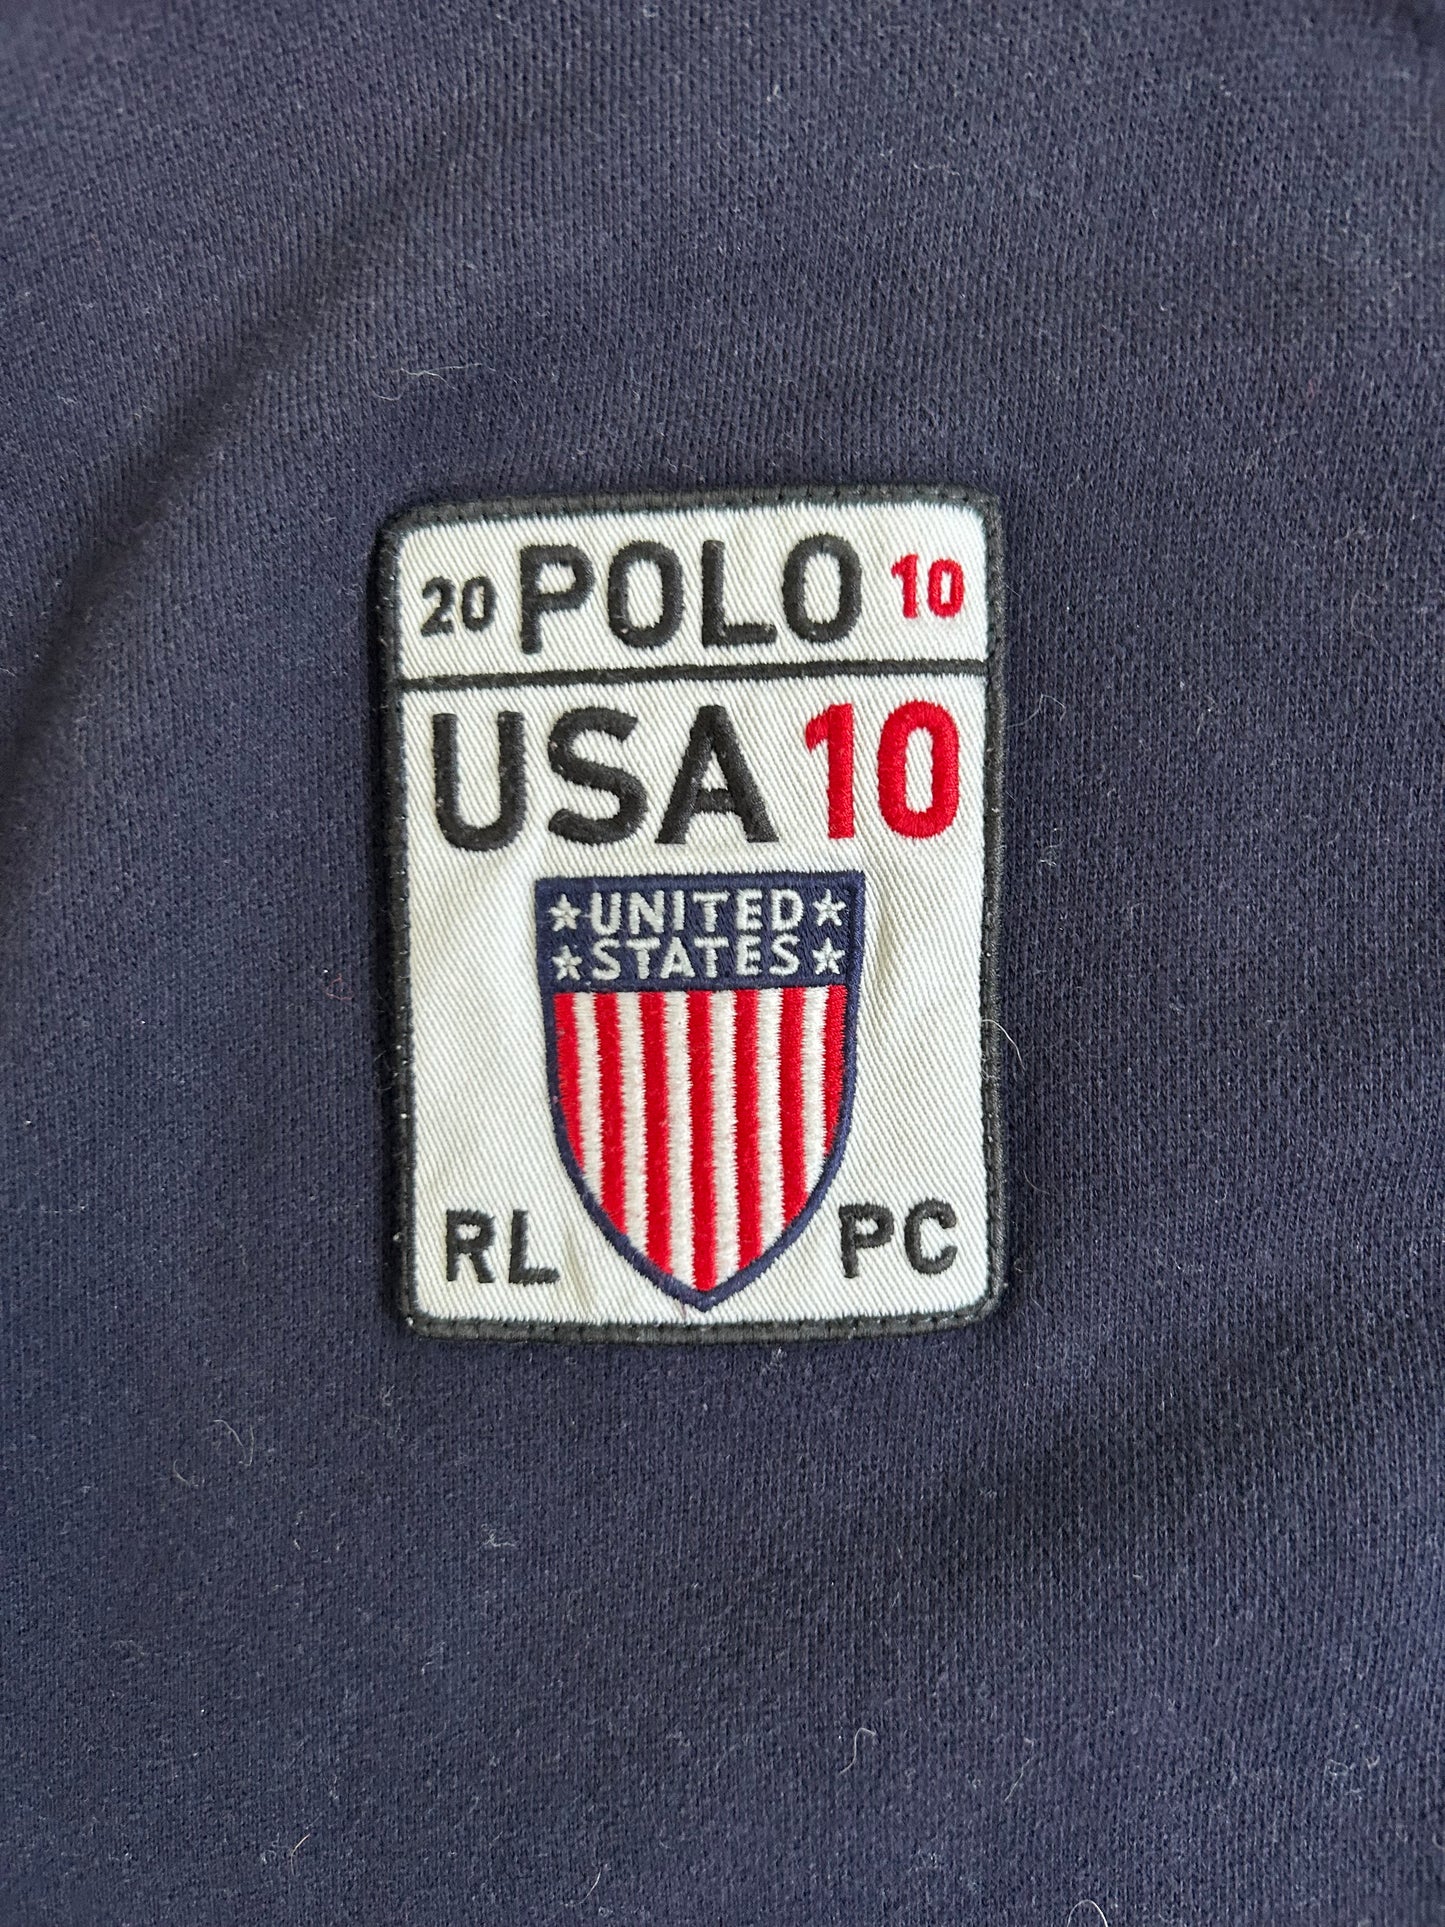 20 POLO 10
USA 10
UNITED
STATES
RL PC